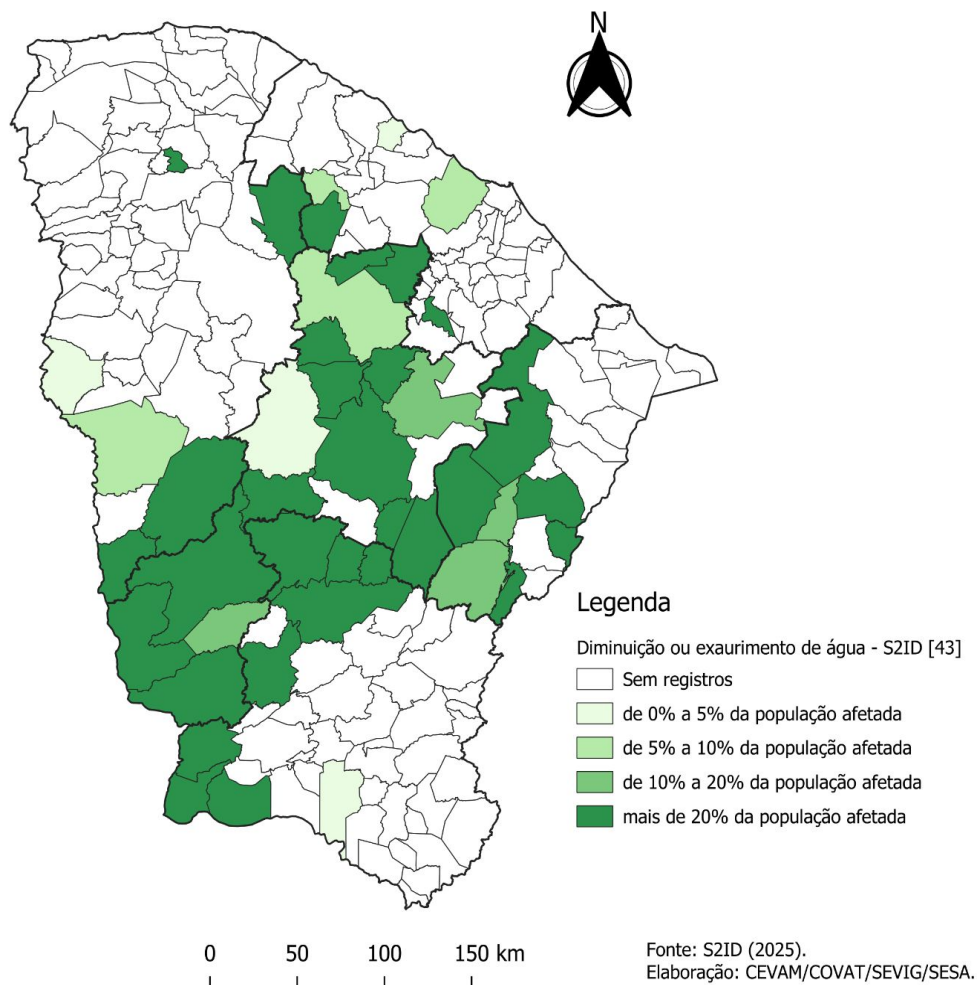 N
Legenda
Diminuição ou exaurimento de água - S2ID [43]
Sem registros
de 0% a 5% da população afetada
de 5% a 10% da população afetada
de 10% a 20% da população afetada
mais de 20% da população afetada
0 50 100 150 km
Fonte: S2ID (2025).
Elaboração: CEVAM/COVAT/SEVIG/SESA.